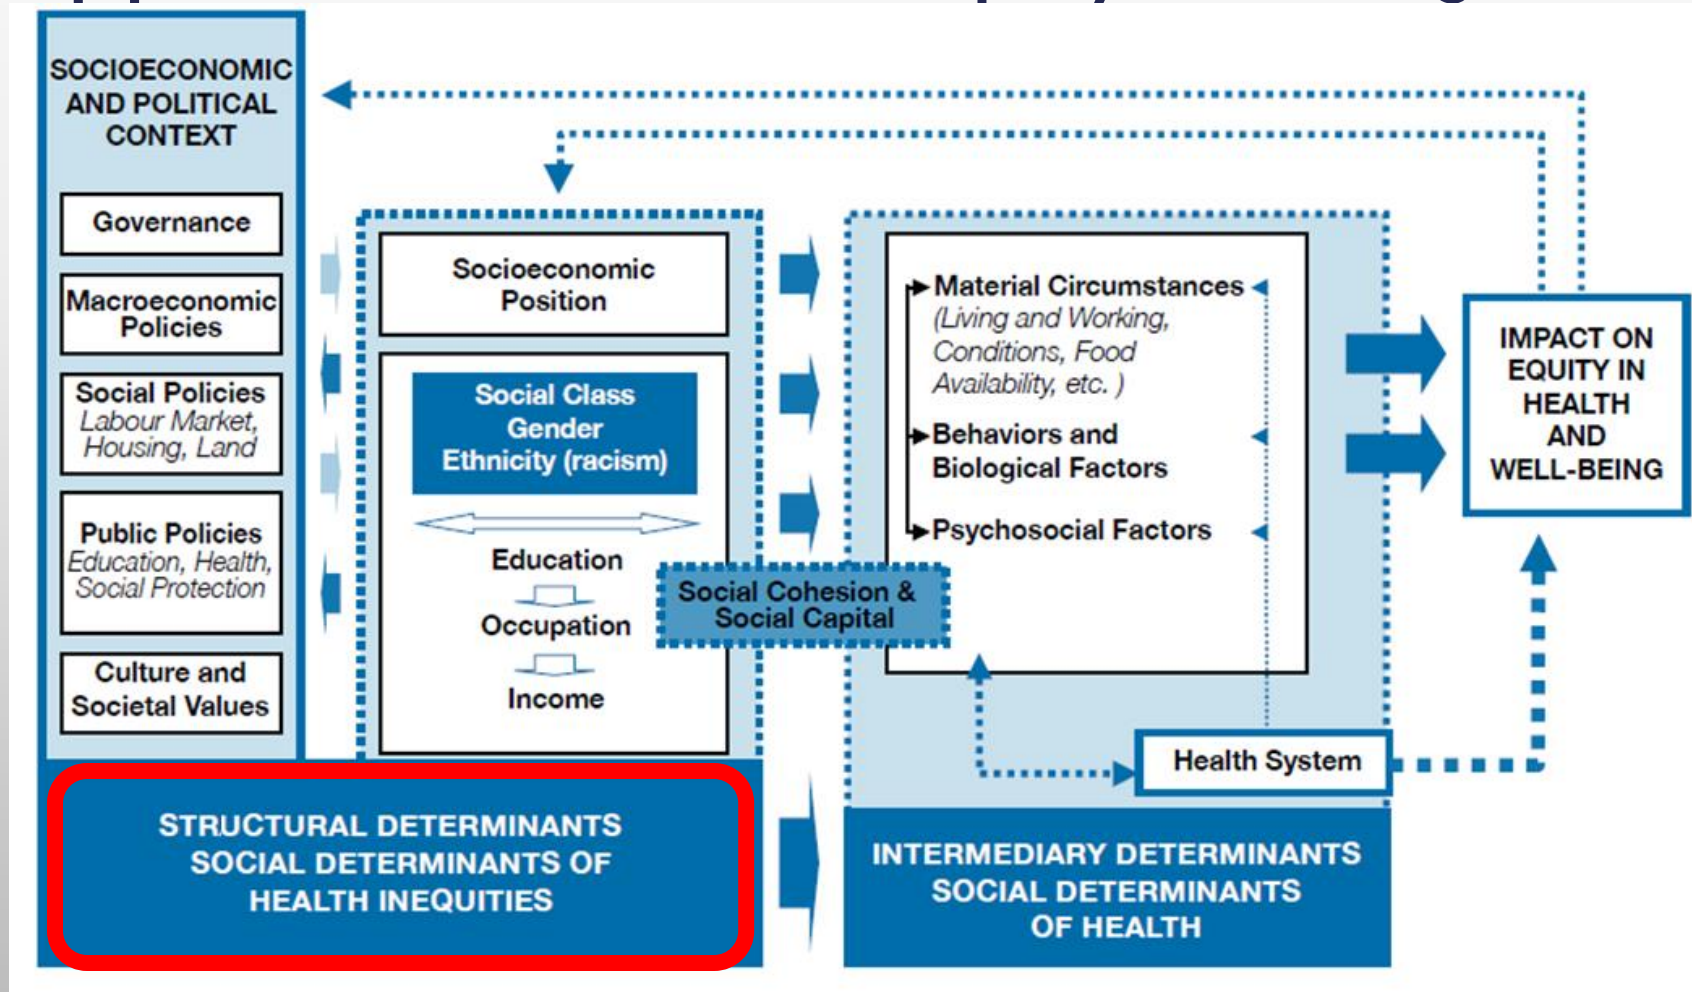 SOCIOECONOMIC
AND POLITICAL
CONTEXT
Governance
Macroeconomic
Policies
Social Policies
Labour Market,
Housing, Land
Public Policies
Education, Health,
Social Protection
Culture and
Societal Values
Socioeconomic
Position
Social Class
Gender
Ethnicity (racism)
Education
Occupation
Income
Social Cohesion &
Social Capital
Material Circumstances
(Living and Working,
Conditions, Food
Availability, etc. )
Behaviors and
Biological Factors
Psychosocial Factors
Health System
IMPACT ON
EQUITY IN
HEALTH
AND
WELL-BEING
STRUCTURAL DETERMINANTS
SOCIAL DETERMINANTS OF
HEALTH INEQUITIES
INTERMEDIARY DETERMINANTS
SOCIAL DETERMINANTS
OF HEALTH